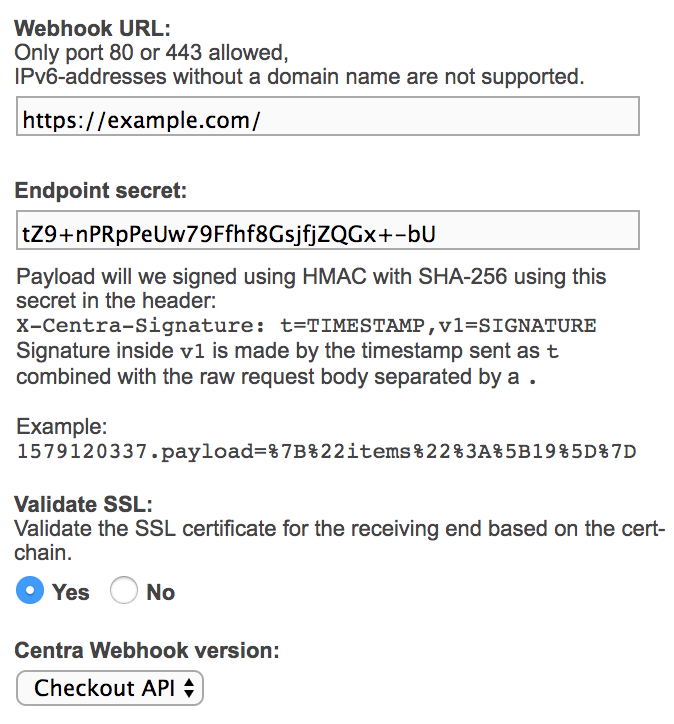 Webhook URL:
Only port 80 or 443 allowed,
IPv6-addresses without a domain name are not supported.
https://example.com/
Endpoint secret:
tZ9+nPRpPeUw79Ffhf8GsjfjZQGx+-bU
Payload will we signed using HMAC with SHA-256 using this
secret in the header:
X-Centra-Signature: t=TIMESTAMP,v1=SIGNATURE
Signature inside v1 is made by the timestamp sent as t
combined with the raw request body separated by a .
Example:
1579120337.payload=%7B%22items%22%3A%5B19%5D%7D
Validate SSL:
Validate the SSL certificate for the receiving end based on the cert-
chain.
Yes No
Centra Webhook version:
Checkout API